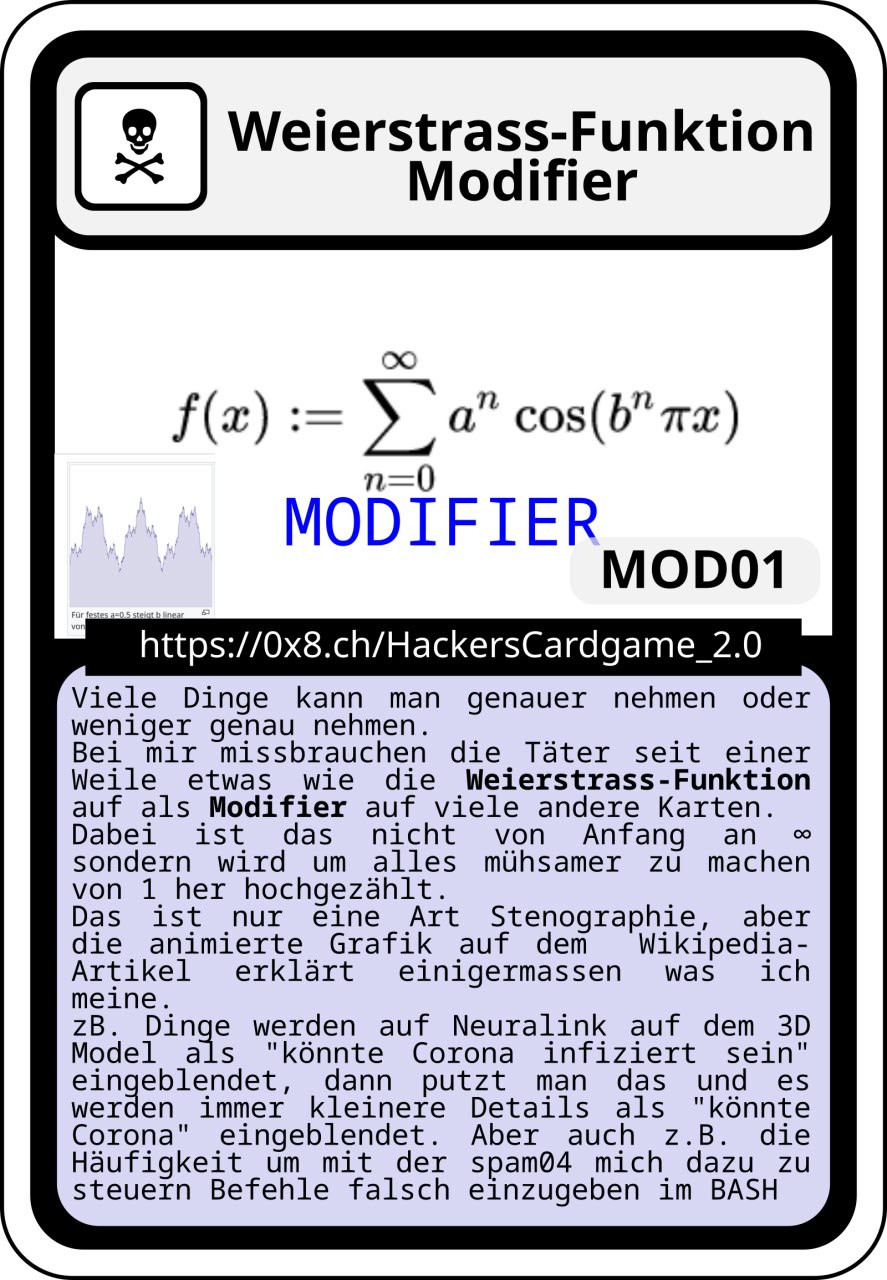 Weierstrass-Funktion
Modifier
f(x) := ∑ aⁿ cos(bⁿπx)
∞
n=0
MODIFIER
MOD01
Für festes a=0.5 steigt b linear
von
https://0x8.ch/HackersCardgame_2.0
Viele Dinge kann man genauer nehmen oder
weniger genau nehmen.
Bei mir missbrauchen die Täter seit einer
Weile etwas wie die Weierstrass-Funktion
auf als Modifier auf viele andere Karten.
Dabei ist das nicht von Anfang an ∞
sondern wird um alles mühsamer zu machen
von 1 her hochgezählt.
Das ist nur eine Art Stenographie, aber
die animierte Grafik auf dem Wikipedia-
Artikel erklärt einigermassen was ich
meine.
zB. Dinge werden auf Neuralink auf dem 3D
Model als "könnte Corona infiziert sein"
eingeblendet, dann putzt man das und es
werden immer kleinere Details als "könnte
Corona" eingeblendet. Aber auch z.B. die
Häufigkeit um mit der spam04 mich dazu zu
steuern Befehle falsch einzugeben im BASH